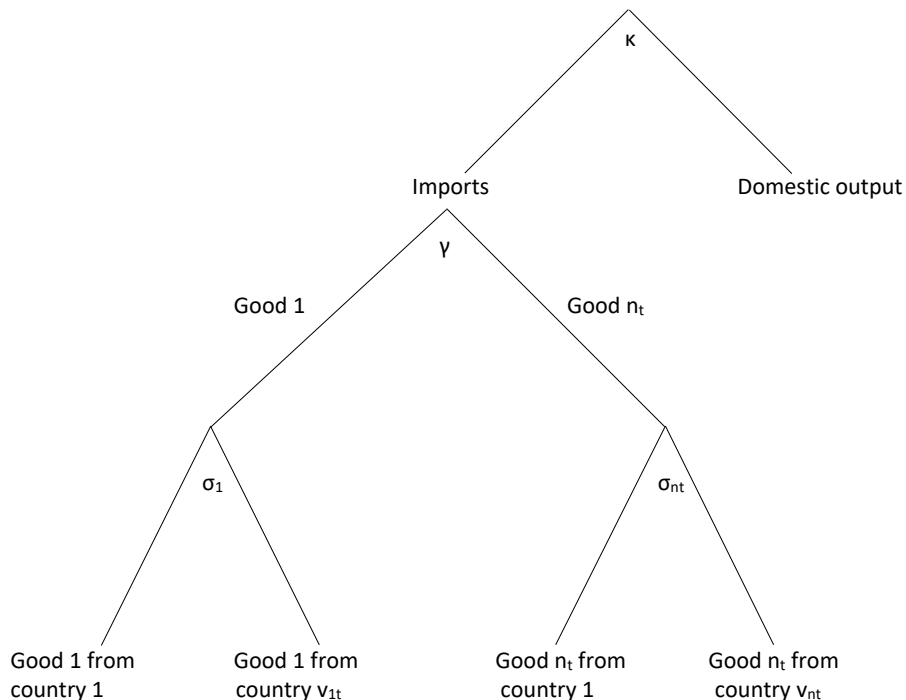 κ
Imports
Domestic output
γ
Good 1
Good nₜ
σ₁
σₙₜ
Good 1 from
country 1
Good 1 from
country v₁ₜ
Good nₜ from
country 1
Good nₜ from
country vₙₜ